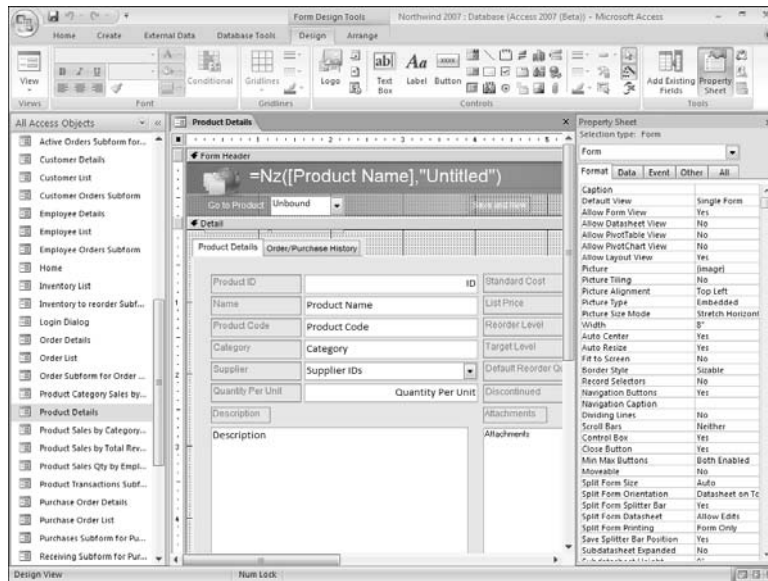 Form Design Tools
Northwind 2007 : Database (Access 2007 (Beta)) - Microsoft Access
Home Create External Data Database Tools Design Arrange
View
Conditional
Gridlines
Logo
Text Box
Label
Button
Add Existing Fields
Property Sheet
Views
Font
Gridlines
Controls
Tools
All Access Objects
Active Orders Subform for...
Customer Details
Customer List
Customer Orders Subform
Employee Details
Employee List
Employee Orders Subform
Home
Inventory List
Inventory to reorder Subf...
Login Dialog
Order Details
Order List
Order Subform for Order ...
Product Category Sales by...
Product Details
Product Sales by Category...
Product Sales by Total Rev...
Product Sales Qty by Empl...
Product Transactions Subf...
Purchase Order Details
Purchase Order List
Purchases Subform for Pu...
Receiving Subform for Pur...
Product Details
Form Header
=Nz([Product Name],"Untitled")
Go to Product
Unbound
Save and New
Detail
Product Details
Order/Purchase History
Product ID
ID
Standard Cost
Name
Product Name
List Price
Product Code
Product Code
Reorder Level
Category
Category
Target Level
Supplier
Supplier IDs
Default Reorder Qu
Quantity Per Unit
Quantity Per Unit
Discontinued
Description
Attachments
Description
Attachments
Property Sheet
Selection type: Form
Form
Format Data Event Other All
Caption
Default View Single Form
Allow Form View Yes
Allow Datasheet View No
Allow PivotTable View No
Allow PivotChart View No
Allow Layout View Yes
Picture (image)
Picture Tiling No
Picture Alignment Top Left
Picture Type Embedded
Picture Size Mode Stretch Horizont
Width 8"
Auto Center Yes
Auto Resize Yes
Fit to Screen No
Border Style Sizable
Record Selectors No
Navigation Buttons Yes
Navigation Caption
Dividing Lines No
Scroll Bars Neither
Control Box Yes
Close Button Yes
Min Max Buttons Both Enabled
Moveable No
Split Form Size Auto
Split Form Orientation Datasheet on To
Split Form Splitter Bar Yes
Split Form Datasheet Allow Edits
Split Form Printing Form Only
Save Splitter Bar Position Yes
Subdatasheet Expanded No
Subdatasheet Height 0"
Design View
Num Lock